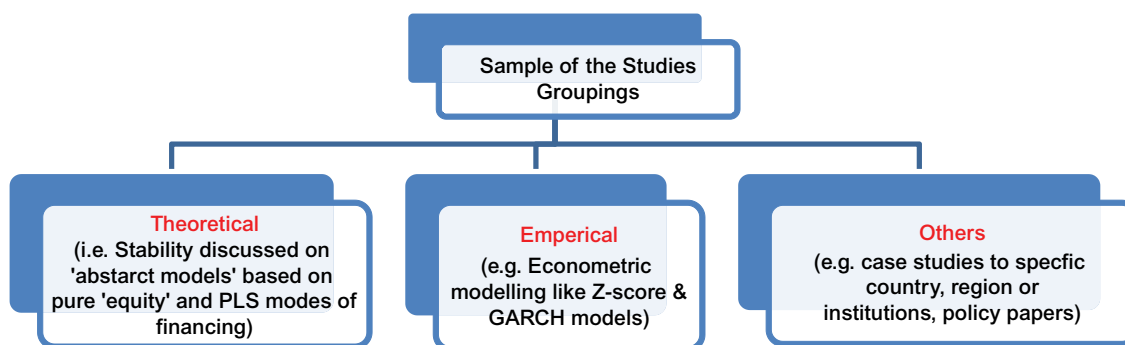 Sample of the Studies
Groupings
Theoretical
(i.e. Stability discussed on
'abstarct models' based on
pure 'equity' and PLS modes of
financing)
Emperical
(e.g. Econometric
modelling like Z-score &
GARCH models)
Others
(e.g. case studies to specfic
country, region or
institutions, policy papers)